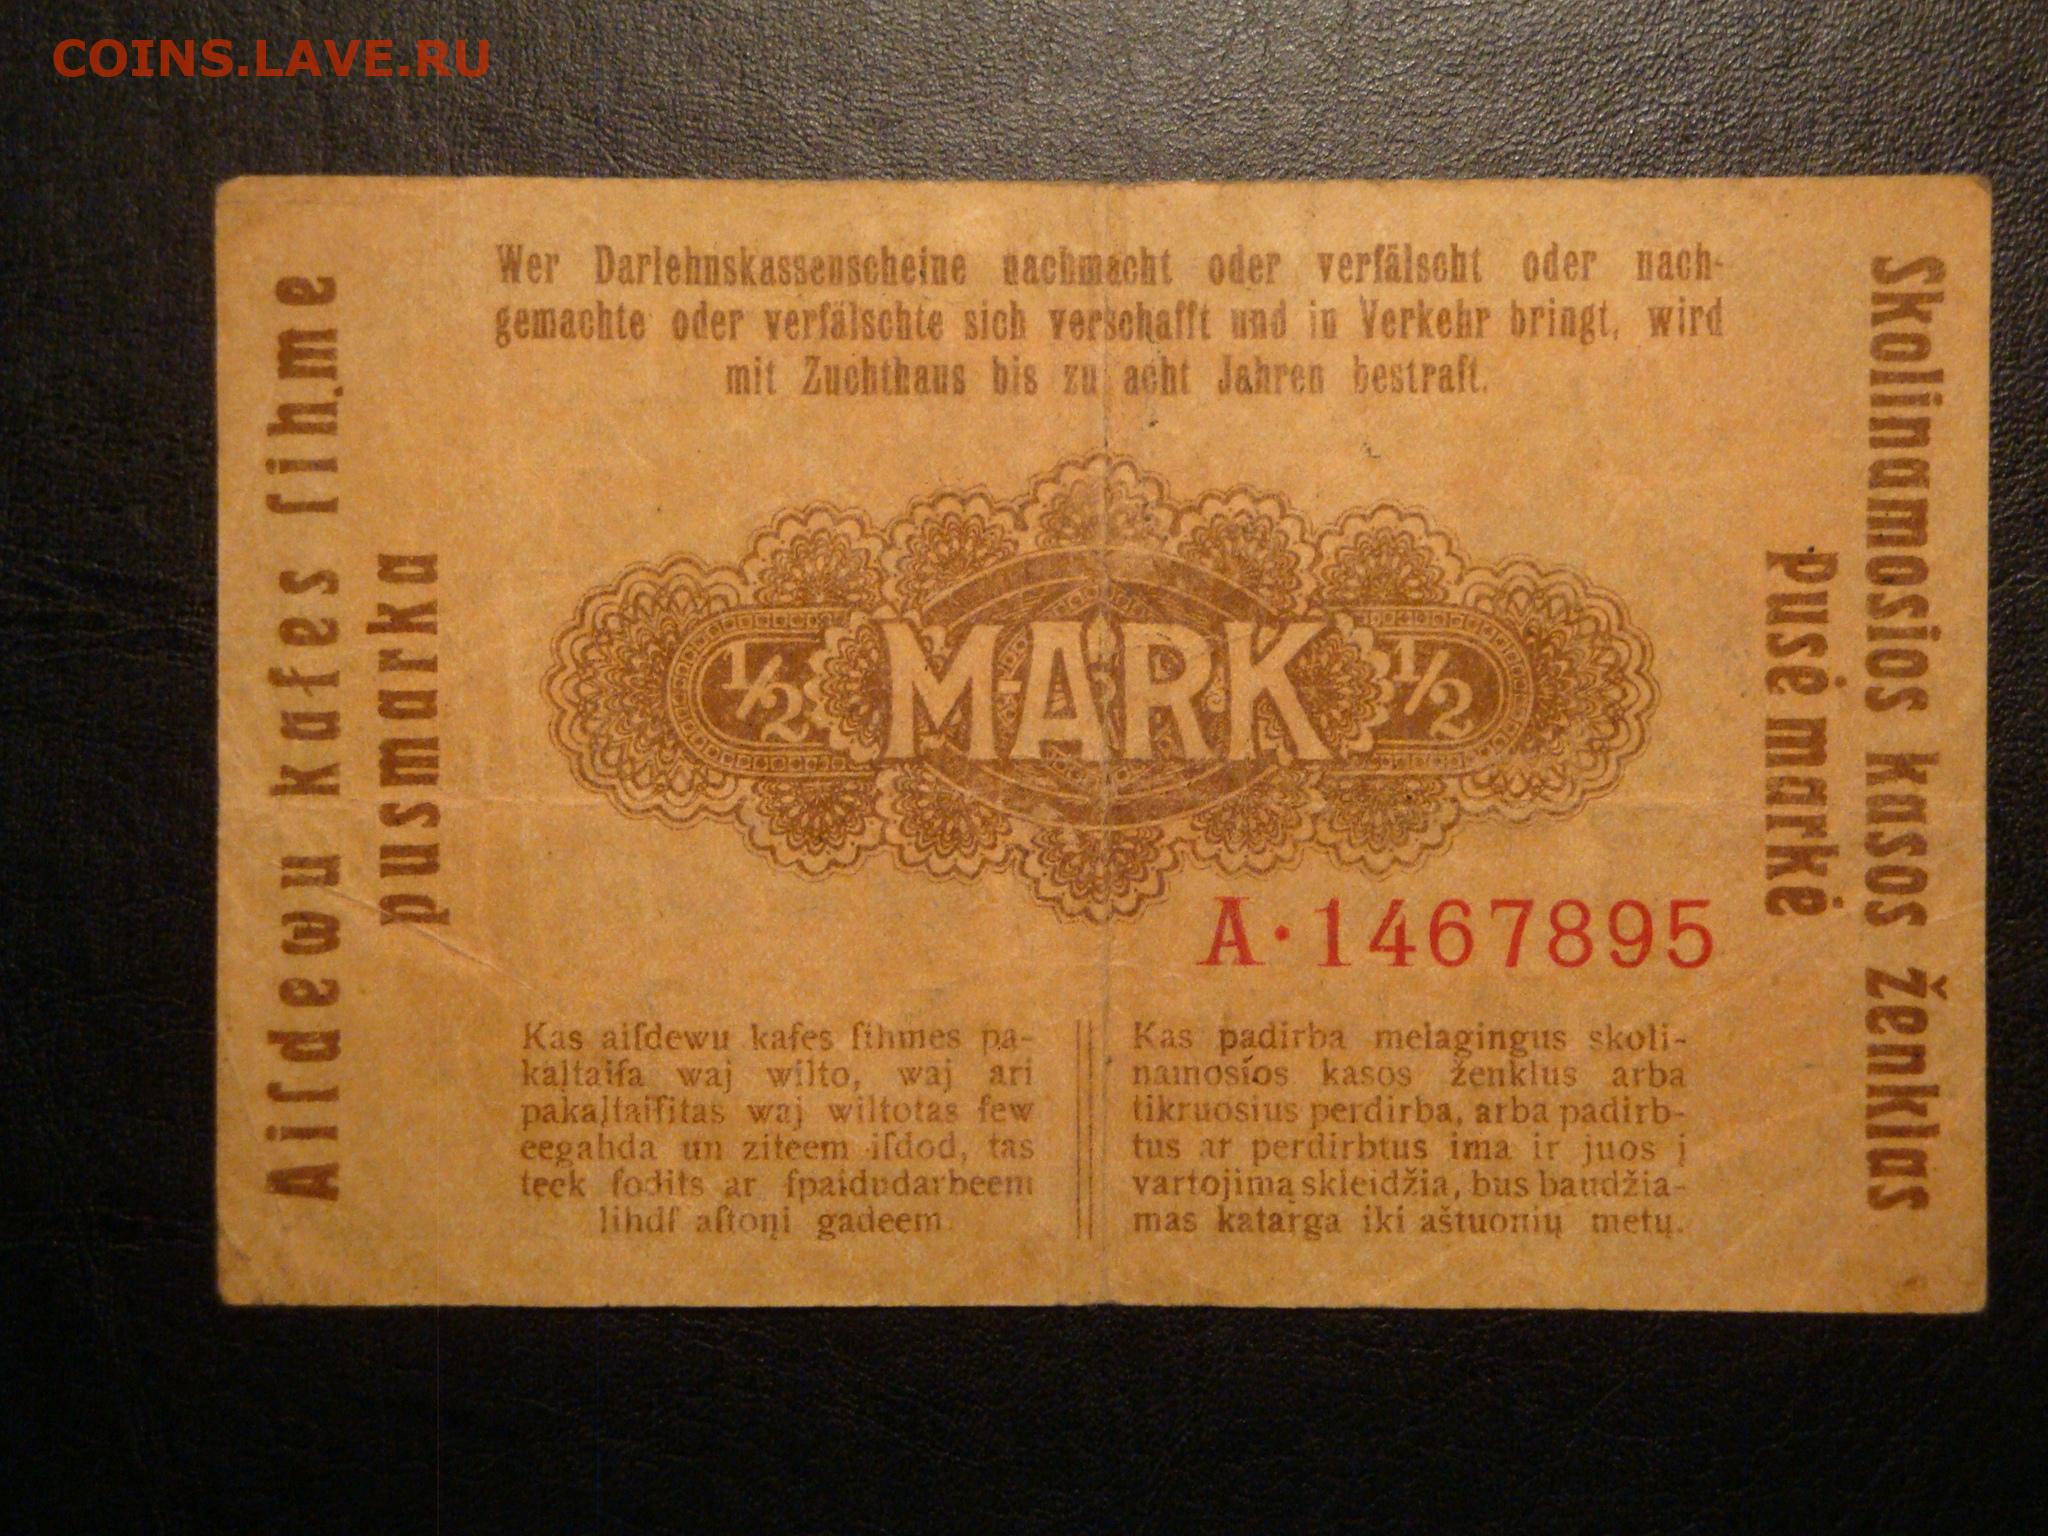 COINS.LAVE.RU
Wer Darlehnskassenscheine nachmacht oder verfälscht oder nach-
gemachte oder verfälschte sich verschafft und in Verkehr bringt, wird
mit Zuchthaus bis zu acht Jahren bestraft.
Aiſdewu kaſes ſihme
pusmarka
½ MARK ½
Skolinamosios kasos ženklas
Pusė markė
A·1467895
Kas aiſdewu kaſes ſihmes pa-
kaļtaiſa waj wilto, waj ari
pakaļtaiſitas waj wiltotas ſew
eegahda un ziteem iſdod, tas
teek ſodits ar ſpaidudarbeem
lihdſ aſtoņi gadeem.
Kas padirba melagingus skoli-
namosios kasos ženklus arba
tikruosius perdirba, arba padirb-
tus ar perdirbtus ima ir juos į
vartojimą skleidžia, bus baudžia-
mas katarga iki aštuonių metų.